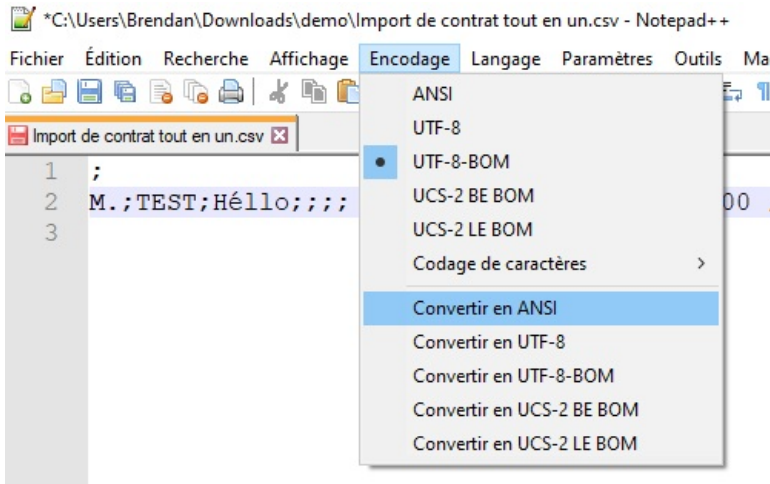 *C:\Users\Brendan\Downloads\demo\Import de contrat tout en un.csv - Notepad++
Fichier Édition Recherche Affichage Encodage Langage Paramètres Outils Ma
Import de contrat tout en un.csv
ANSI
UTF-8
UTF-8-BOM
UCS-2 BE BOM
UCS-2 LE BOM
Codage de caractères
Convertir en ANSI
Convertir en UTF-8
Convertir en UTF-8-BOM
Convertir en UCS-2 BE BOM
Convertir en UCS-2 LE BOM
1 ;
2 M.;TEST;Héllo;;;; 00
3